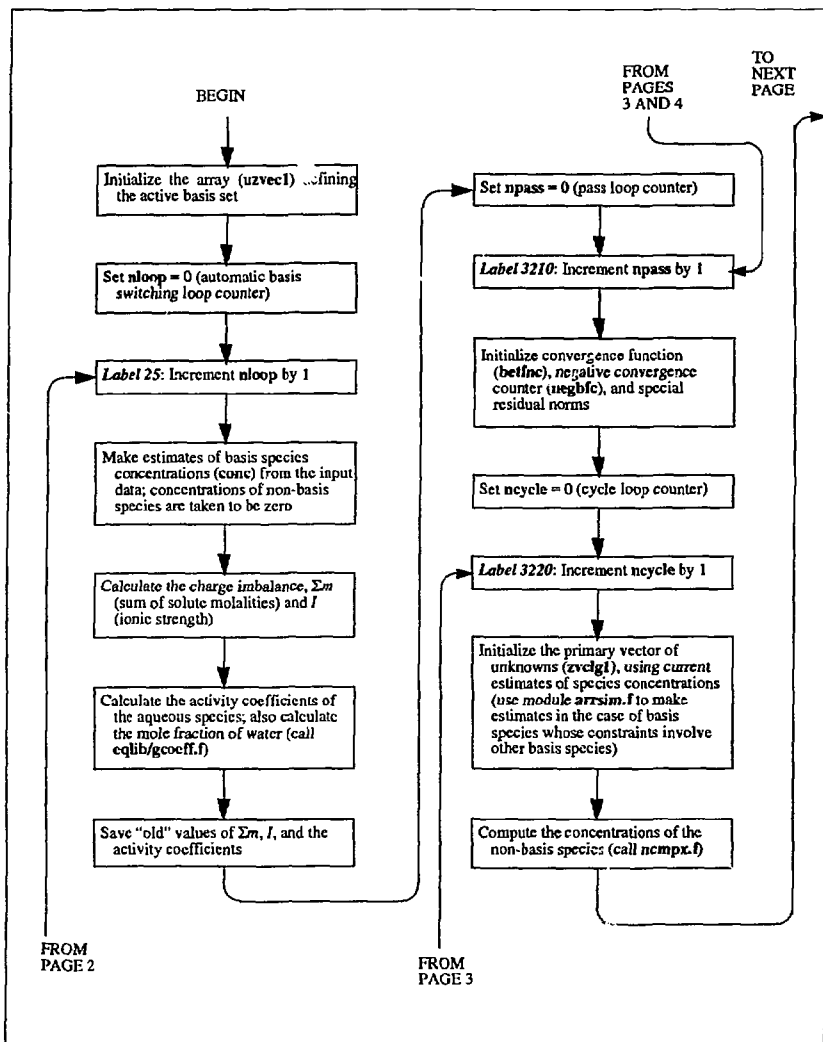 BEGIN
Initialize the array (uzvec1) defining
the active basis set
Set nloop = 0 (automatic basis
switching loop counter)
Label 25: Increment nloop by 1
Make estimates of basis species
concentrations (conc) from the input
data; concentrations of non-basis
species are taken to be zero
Calculate the charge imbalance, Σm
(sum of solute molalities) and I
(ionic strength)
Calculate the activity coefficients of
the aqueous species; also calculate
the mole fraction of water (call
eqlib/gcoeff.f)
Save "old" values of Σm, I, and the
activity coefficients
FROM
PAGE 2
FROM
PAGES
3 AND 4
TO
NEXT
PAGE
Set npass = 0 (pass loop counter)
Label 3210: Increment npass by 1
Initialize convergence function
(betfnc), negative convergence
counter (negbfc), and special
residual norms
Set ncycle = 0 (cycle loop counter)
Label 3220: Increment ncycle by 1
Initialize the primary vector of
unknowns (zvclg1), using current
estimates of species concentrations
(use module arrsim.f to make
estimates in the case of basis
species whose constraints involve
other basis species)
Compute the concentrations of the
non-basis species (call ncmpx.f)
FROM
PAGE 3